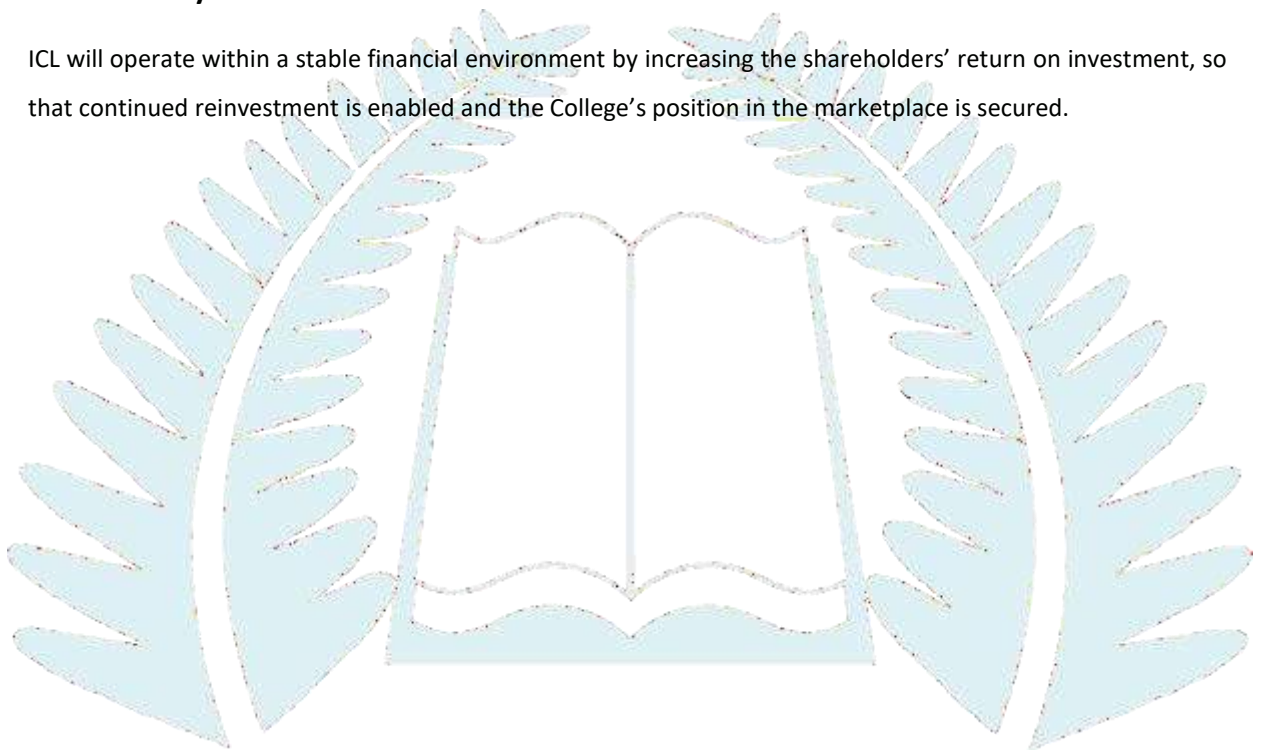 ICL will operate within a stable financial environment by increasing the shareholders’ return on investment, so
that continued reinvestment is enabled and the College’s position in the marketplace is secured.